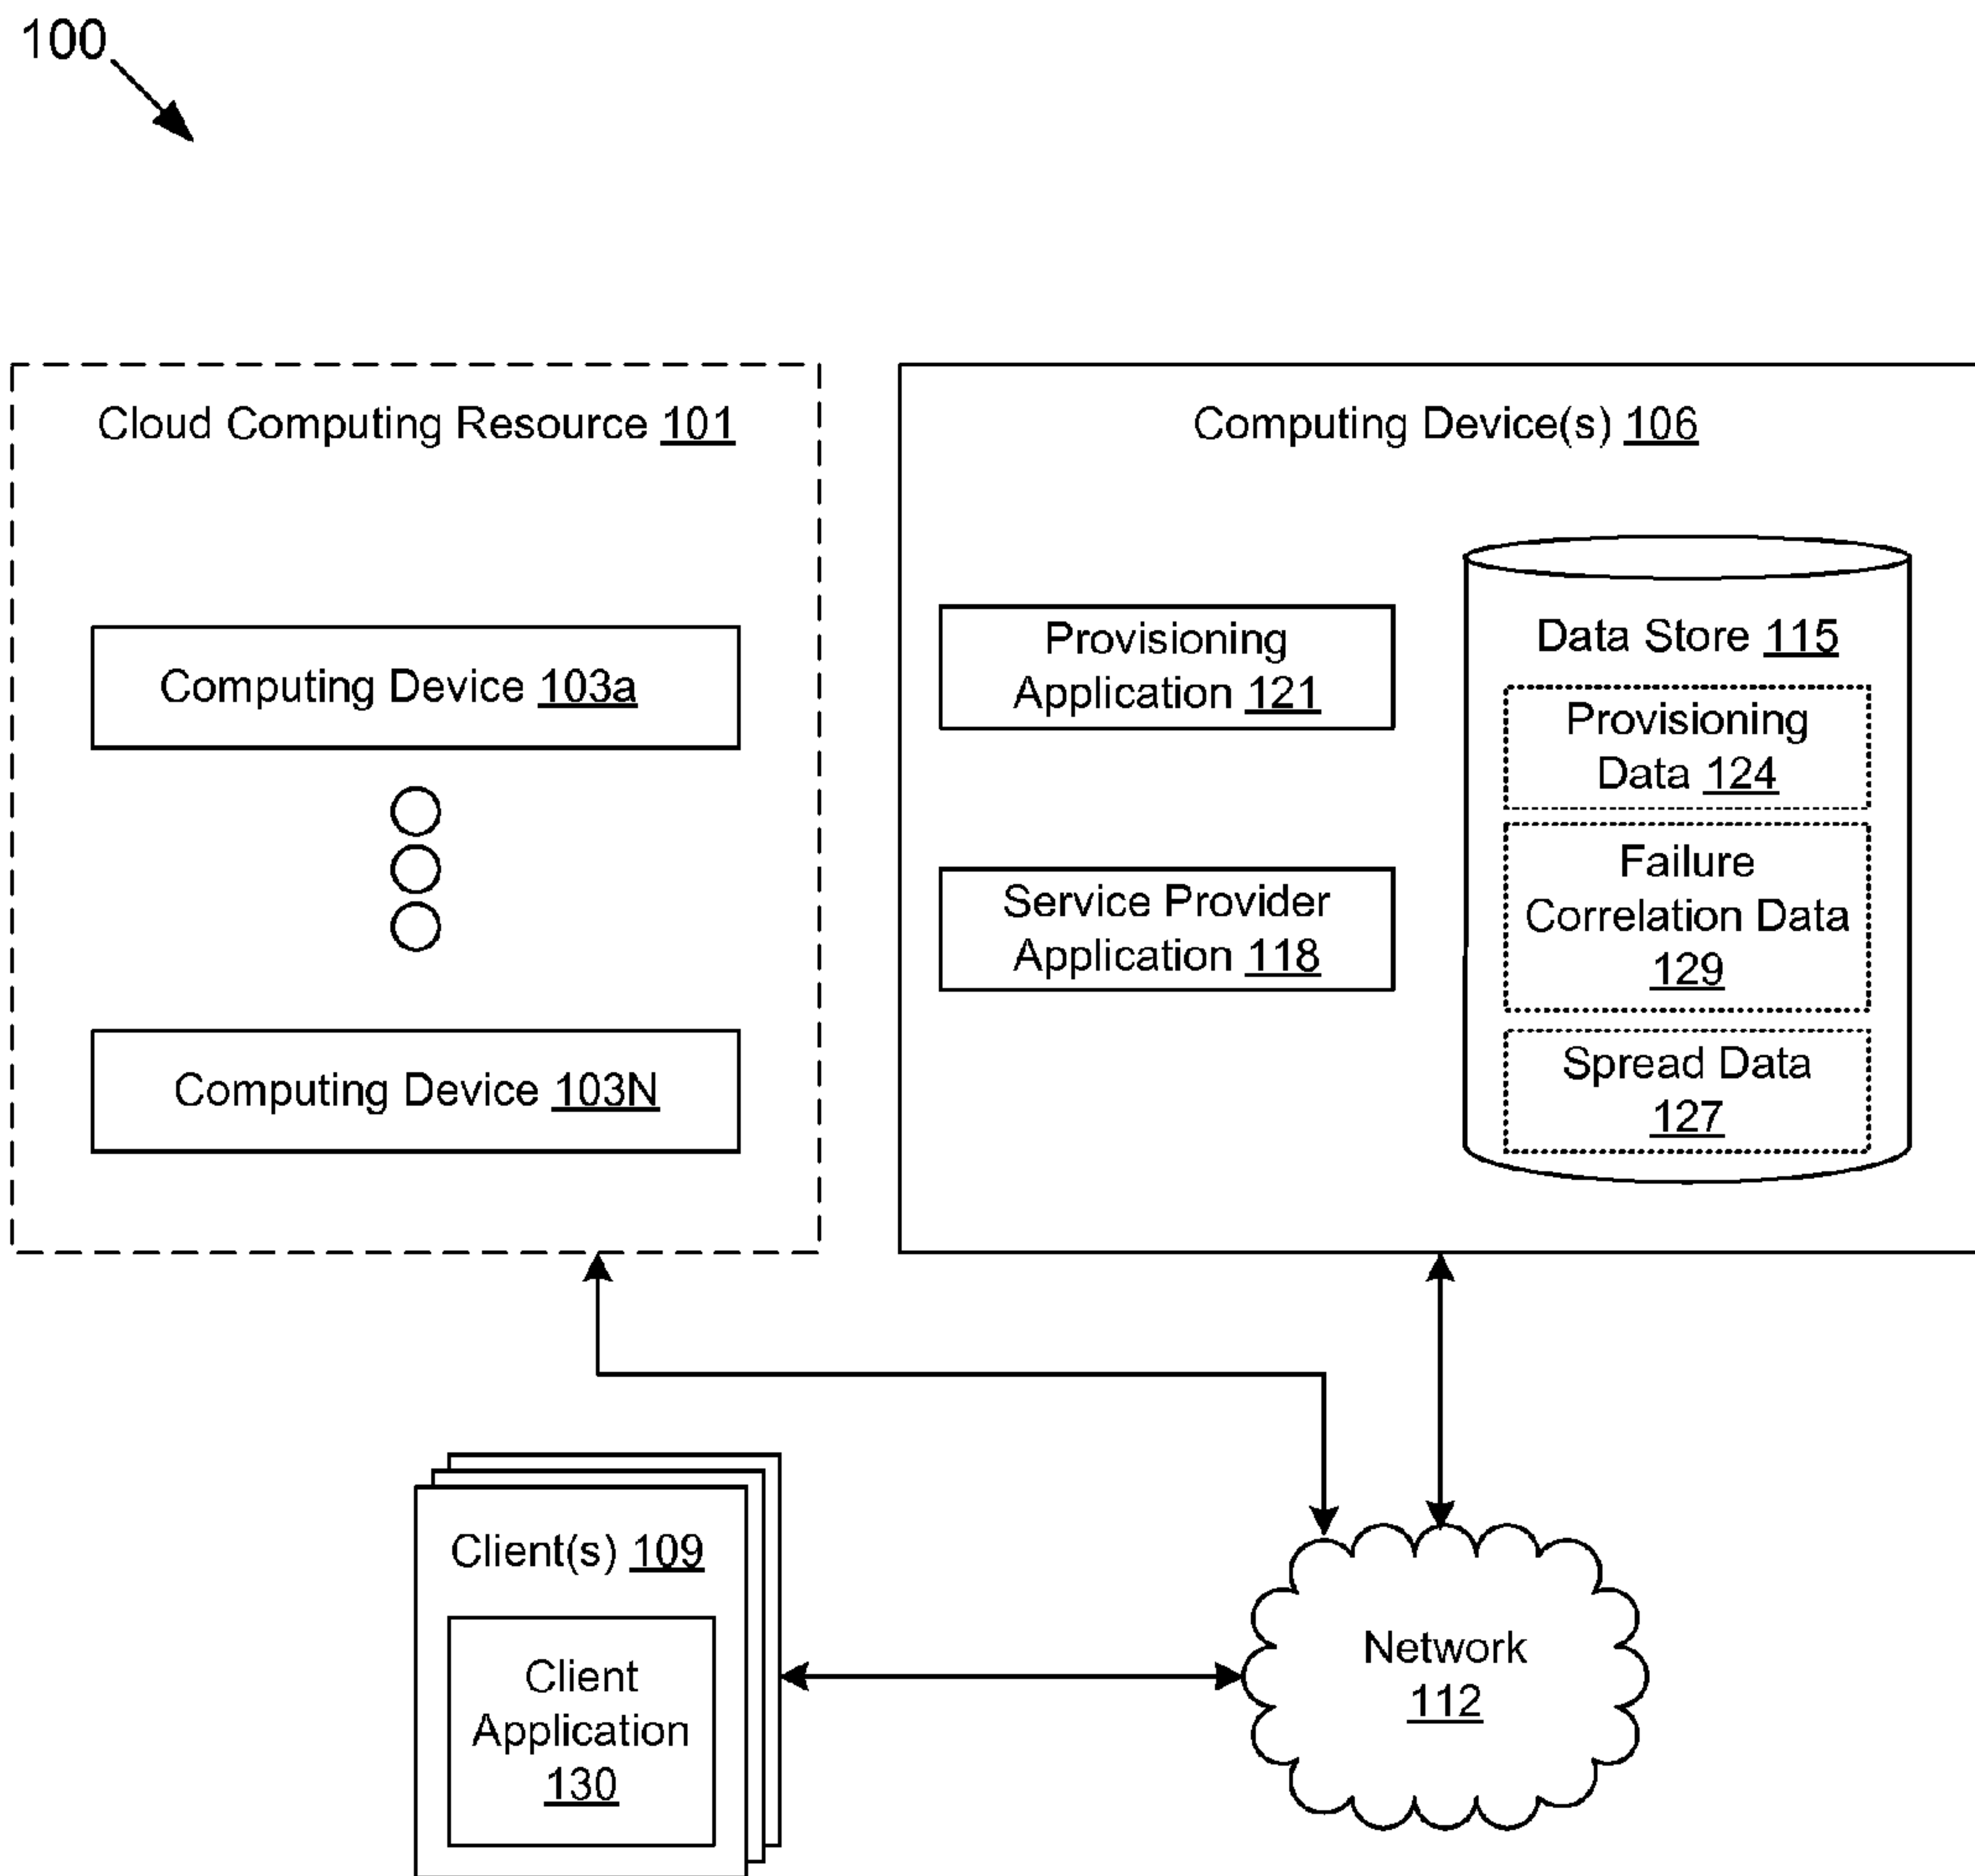 100
Cloud Computing Resource 101
Computing Device 103a
Computing Device 103N
Computing Device(s) 106
Provisioning
Application 121
Service Provider
Application 118
Data Store 115
Provisioning
Data 124
Failure
Correlation Data
129
Spread Data
127
Client(s) 109
Client
Application
130
Network
112